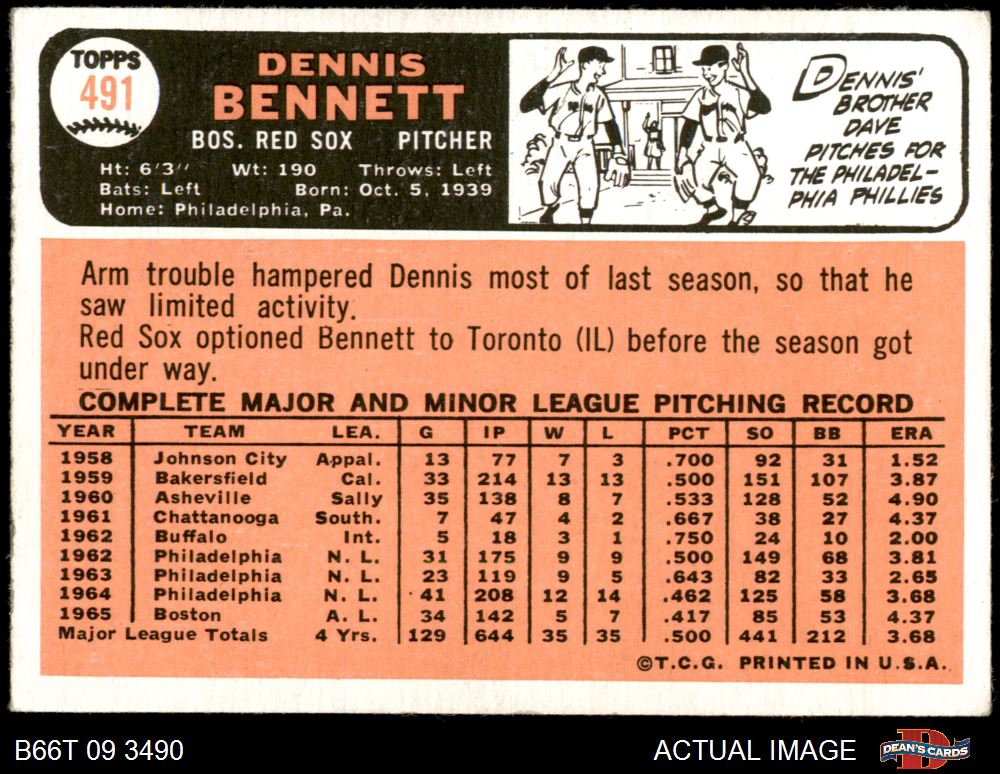 TOPPS
491
DENNIS
BENNETT
BOS. RED SOX PITCHER
Ht: 6'3" Wt: 190 Throws: Left
Bats: Left Born: Oct. 5, 1939
Home: Philadelphia, Pa.
DENNIS'
BROTHER
DAVE
PITCHES FOR
THE PHILADEL-
PHIA PHILLIES
Arm trouble hampered Dennis most of last season, so that he
saw limited activity.
Red Sox optioned Bennett to Toronto (IL) before the season got
under way.
COMPLETE MAJOR AND MINOR LEAGUE PITCHING RECORD
YEAR TEAM LEA. G IP W L PCT SO BB ERA
1958 Johnson City Appal. 13 77 7 3 .700 92 31 1.52
1959 Bakersfield Cal. 33 214 13 13 .500 151 107 3.87
1960 Asheville Sally 35 138 8 7 .533 128 52 4.90
1961 Chattanooga South. 7 47 4 2 .667 38 27 4.37
1962 Buffalo Int. 5 18 3 1 .750 24 10 2.00
1962 Philadelphia N. L. 31 175 9 9 .500 149 68 3.81
1963 Philadelphia N. L. 23 119 9 5 .643 82 33 2.65
1964 Philadelphia N. L. 41 208 12 14 .462 125 58 3.68
1965 Boston A. L. 34 142 5 7 .417 85 53 4.37
Major League Totals 4 Yrs. 129 644 35 35 .500 441 212 3.68
©T.C.G. PRINTED IN U.S.A.
B66T 09 3490 ACTUAL IMAGE DEAN'S CARDS